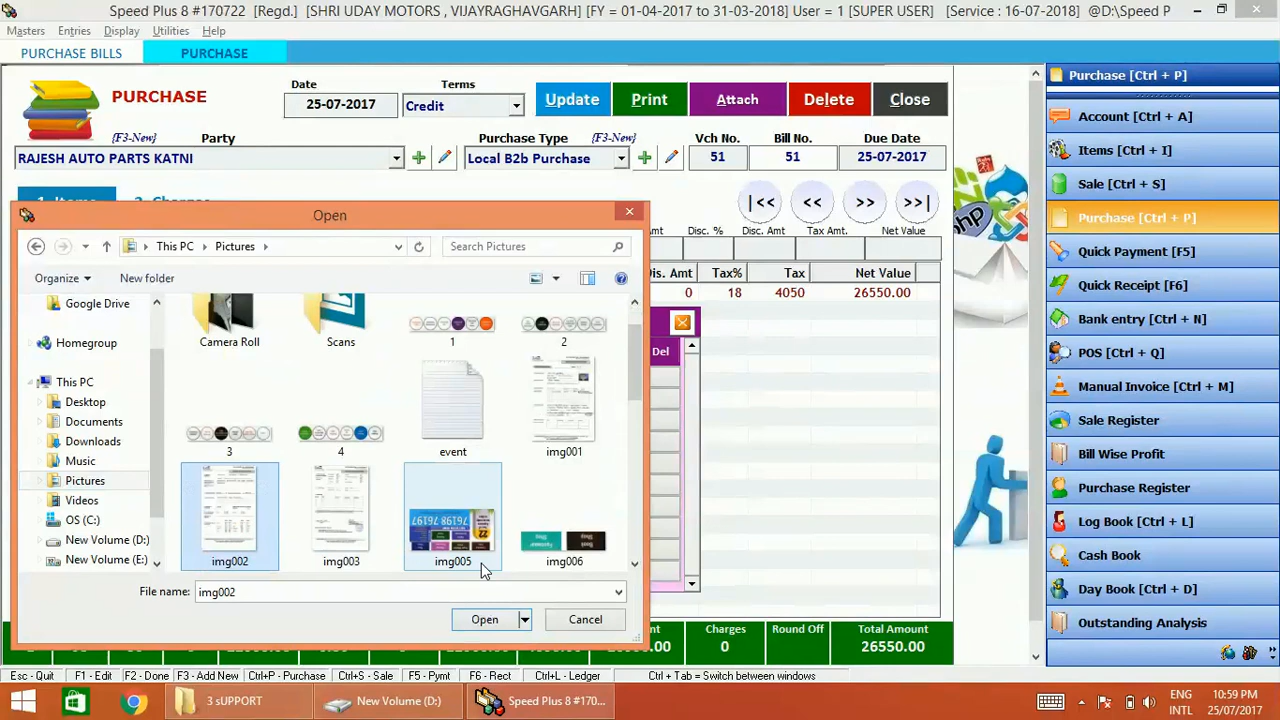 Speed Plus 8 #170722 [Regd.] [SHRI UDAY MOTORS , VIJAYRAGHAVGARH] [FY = 01-04-2017 to 31-03-2018] User = 1 [SUPER USER] [Service : 16-07-2018] @D:\Speed P
Masters Entries Display Utilities Help
PURCHASE BILLS PURCHASE
Purchase [Ctrl + P]
PURCHASE
Date Terms
25-07-2017 Credit
Update Print Attach Delete Close
{F3-New} Party Purchase Type {F3-New} Vch No. Bill No. Due Date
RAJESH AUTO PARTS KATNI Local B2b Purchase 51 51 25-07-2017
|<< << >> >>|
Disc. % Disc. Amt Tax Amt. Net Value
Dis. Amt Tax% Tax Net Value
0 18 4050 26550.00
Del
Open
This PC Pictures Search Pictures
Organize New folder
Google Drive
Homegroup
This PC
Desktop
Documents
Downloads
Music
Pictures
Videos
OS (C:)
New Volume (D:)
New Volume (E:)
Camera Roll Scans 1 2
3 4 event img001
img002 img003 img005 img006
File name: img002
Open Cancel
Charges Round Off Total Amount
0 26550.00
Account [Ctrl + A]
Items [Ctrl + I]
Sale [Ctrl + S]
Purchase [Ctrl + P]
Quick Payment [F5]
Quick Receipt [F6]
Bank entry [Ctrl + N]
POS [Ctrl + Q]
Manual Invoice [Ctrl + M]
Sale Register
Bill Wise Profit
Purchase Register
Log Book [Ctrl + L]
Cash Book
Day Book [Ctrl + D]
Outstanding Analysis
Esc - Quit F1 - Edit F2 - Done F3 - Add New Ctrl+P - Purchase Ctrl+S - Sale F5 - Pymt F6 - Rect Ctrl+L - Ledger Ctrl + Tab = Switch between windows
3 sUPPORT New Volume (D:) Speed Plus 8 #170...
ENG INTL 10:59 PM 25/07/2017